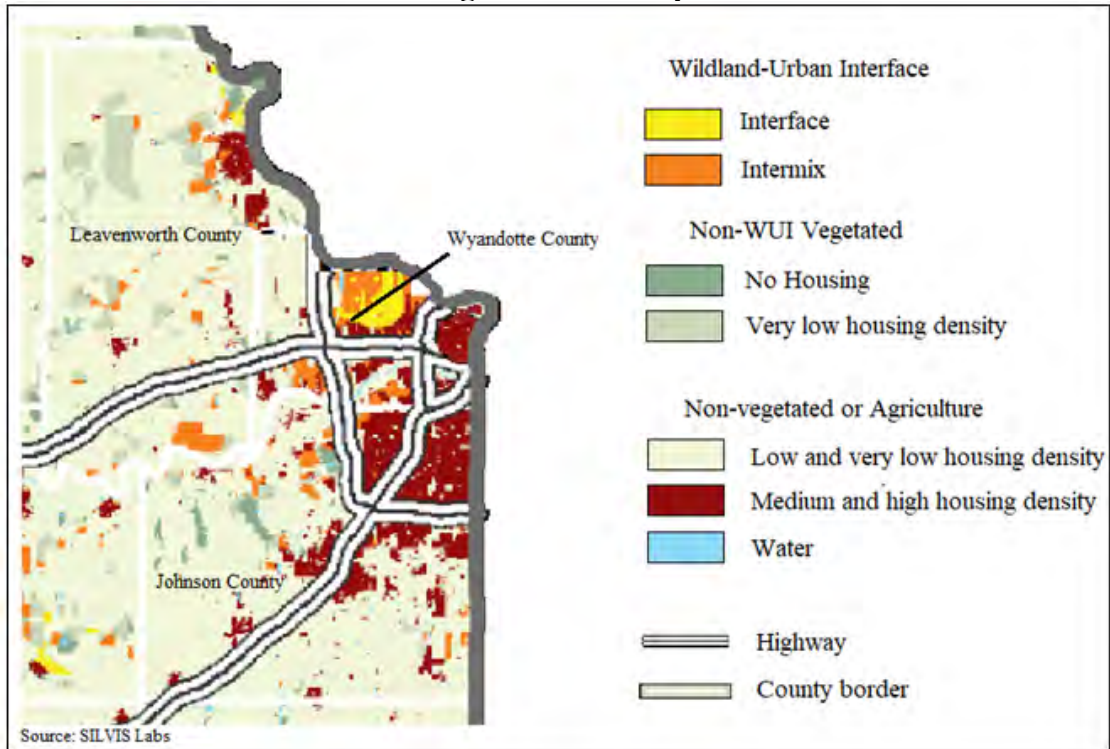 Wildland-Urban Interface
Interface
Intermix
Leavenworth County
Wyandotte County
Non-WUI Vegetated
No Housing
Very low housing density
Non-vegetated or Agriculture
Low and very low housing density
Medium and high housing density
Water
Johnson County
Highway
County border
Source: SILVIS Labs